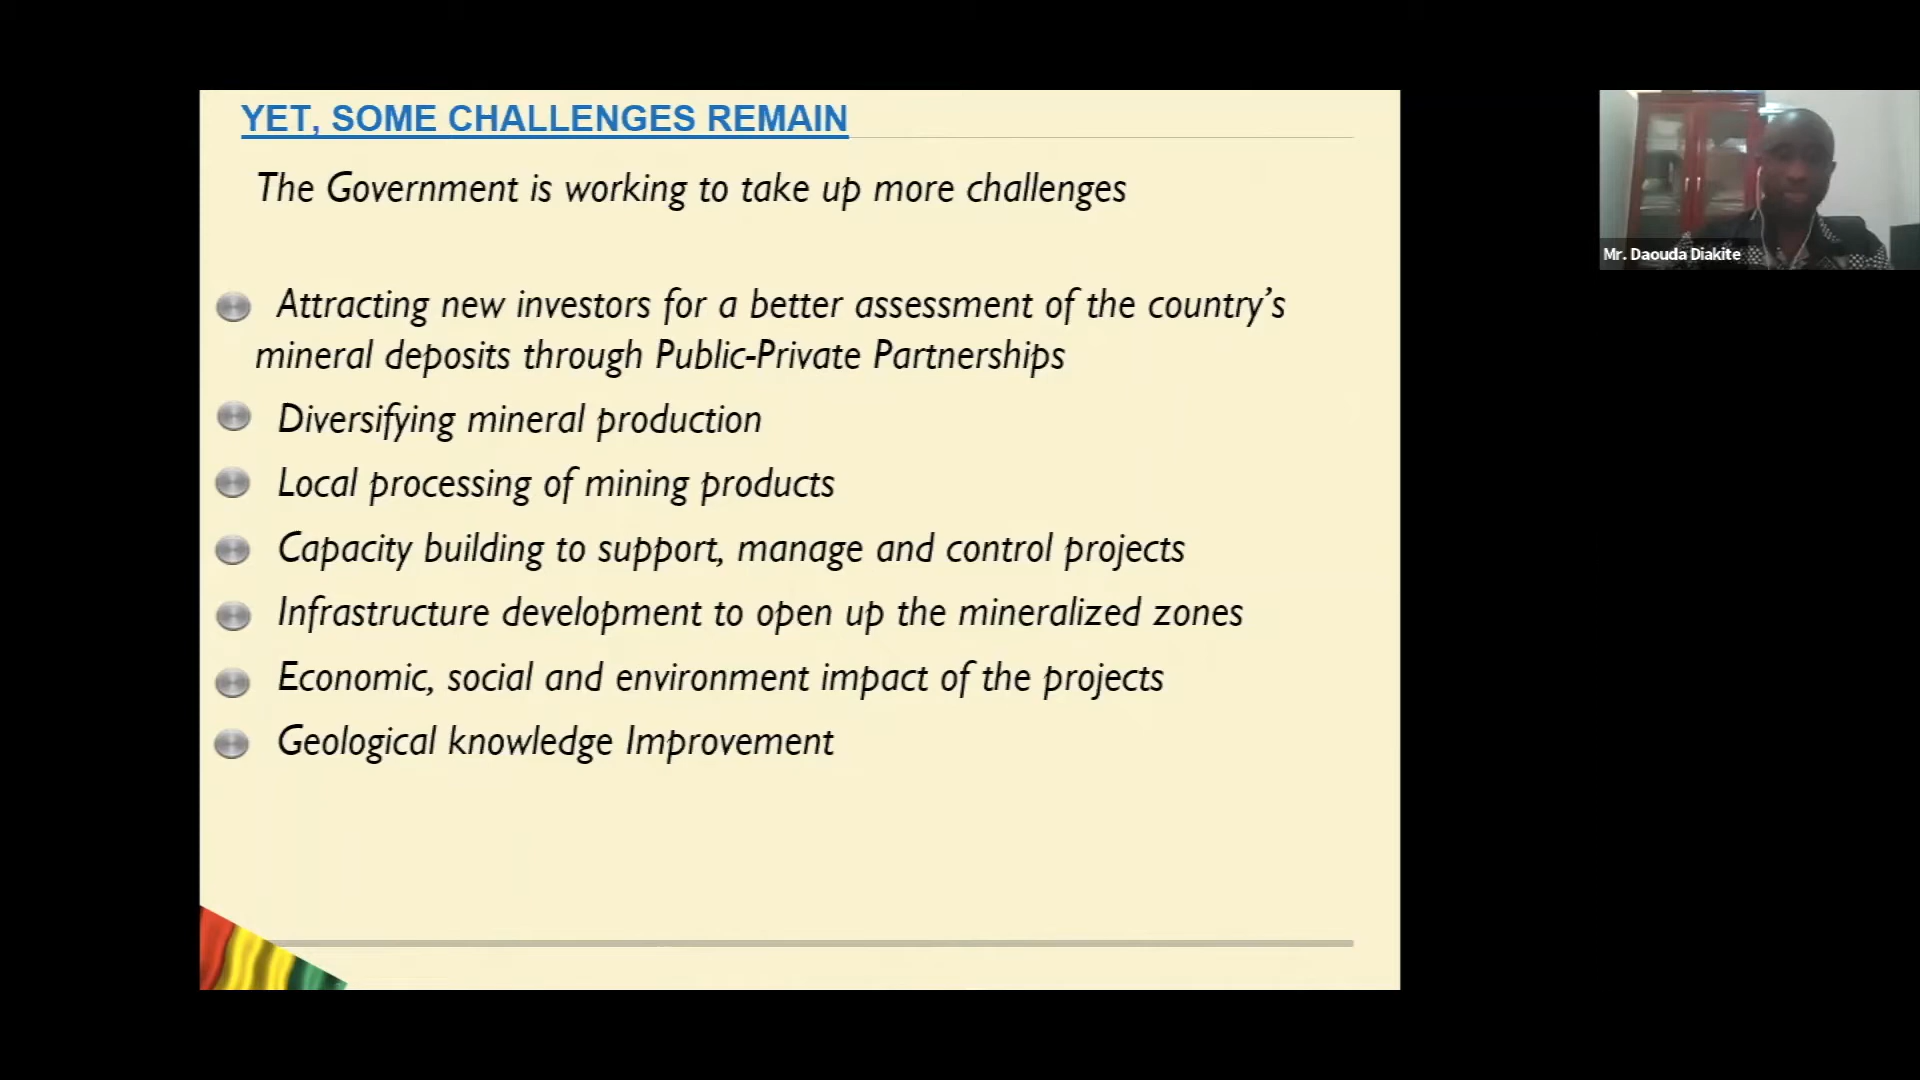 YET, SOME CHALLENGES REMAIN
The Government is working to take up more challenges
Attracting new investors for a better assessment of the country's
mineral deposits through Public-Private Partnerships
Diversifying mineral production
Local processing of mining products
Capacity building to support, manage and control projects
Infrastructure development to open up the mineralized zones
Economic, social and environment impact of the projects
Geological knowledge Improvement
Mr. Daouda Diakite